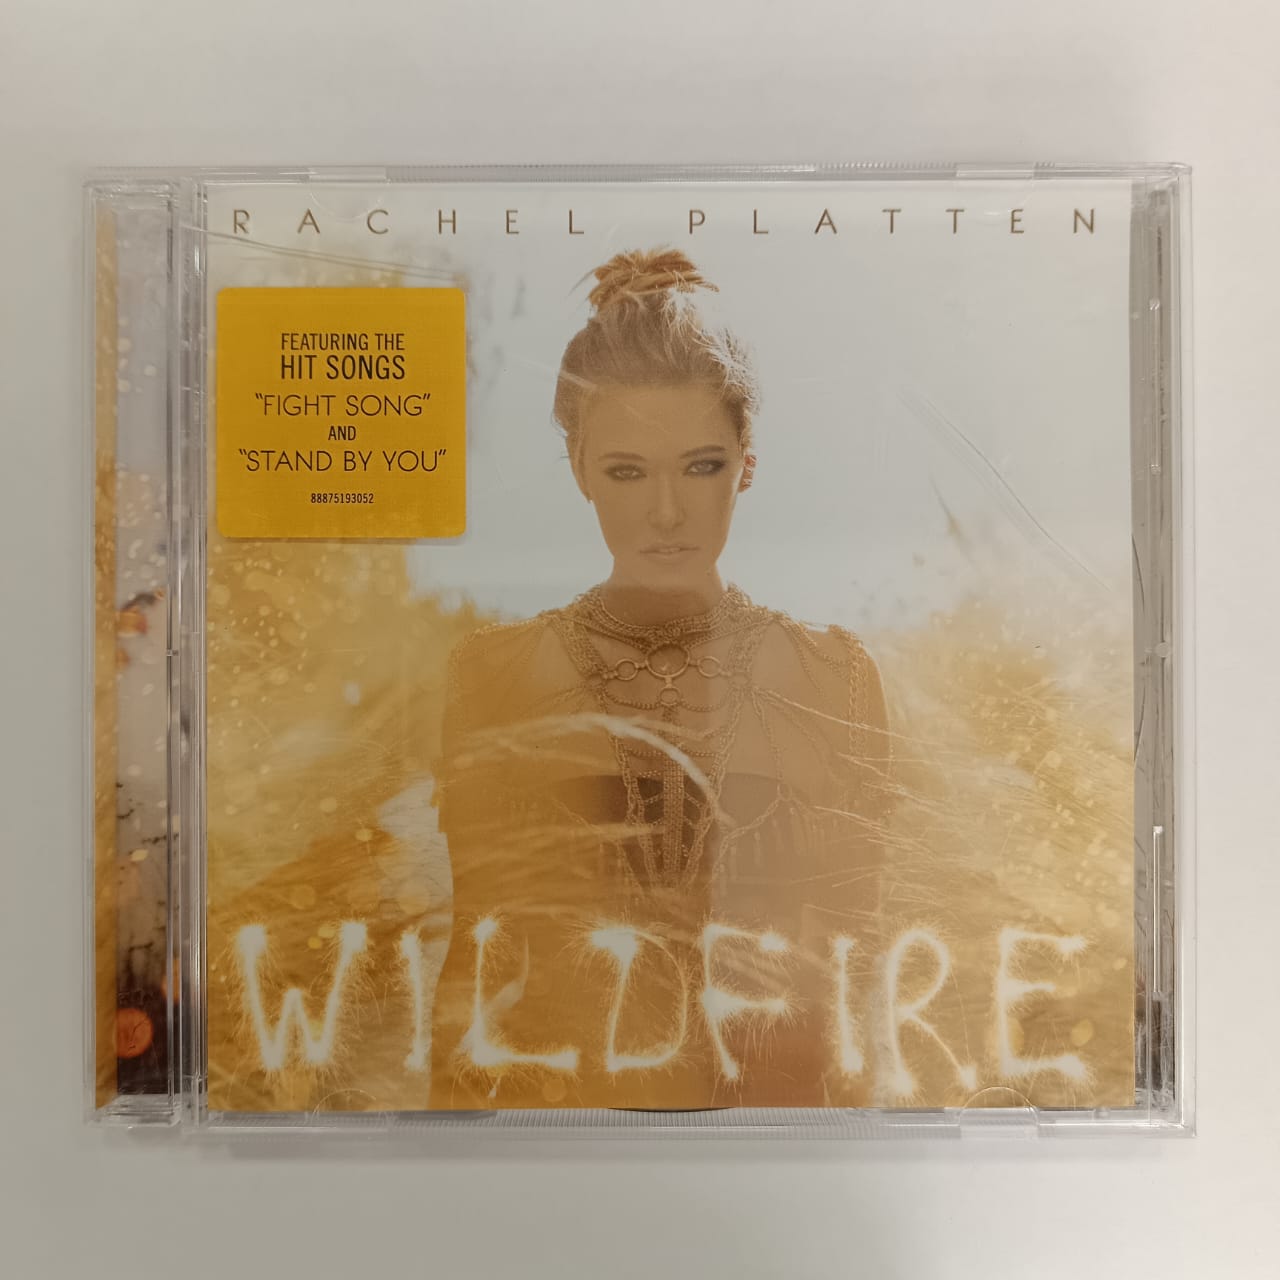 RACHEL PLATTEN
FEATURING THE
HIT SONGS
“FIGHT SONG”
AND
“STAND BY YOU”
88875193052
WILDFIRE